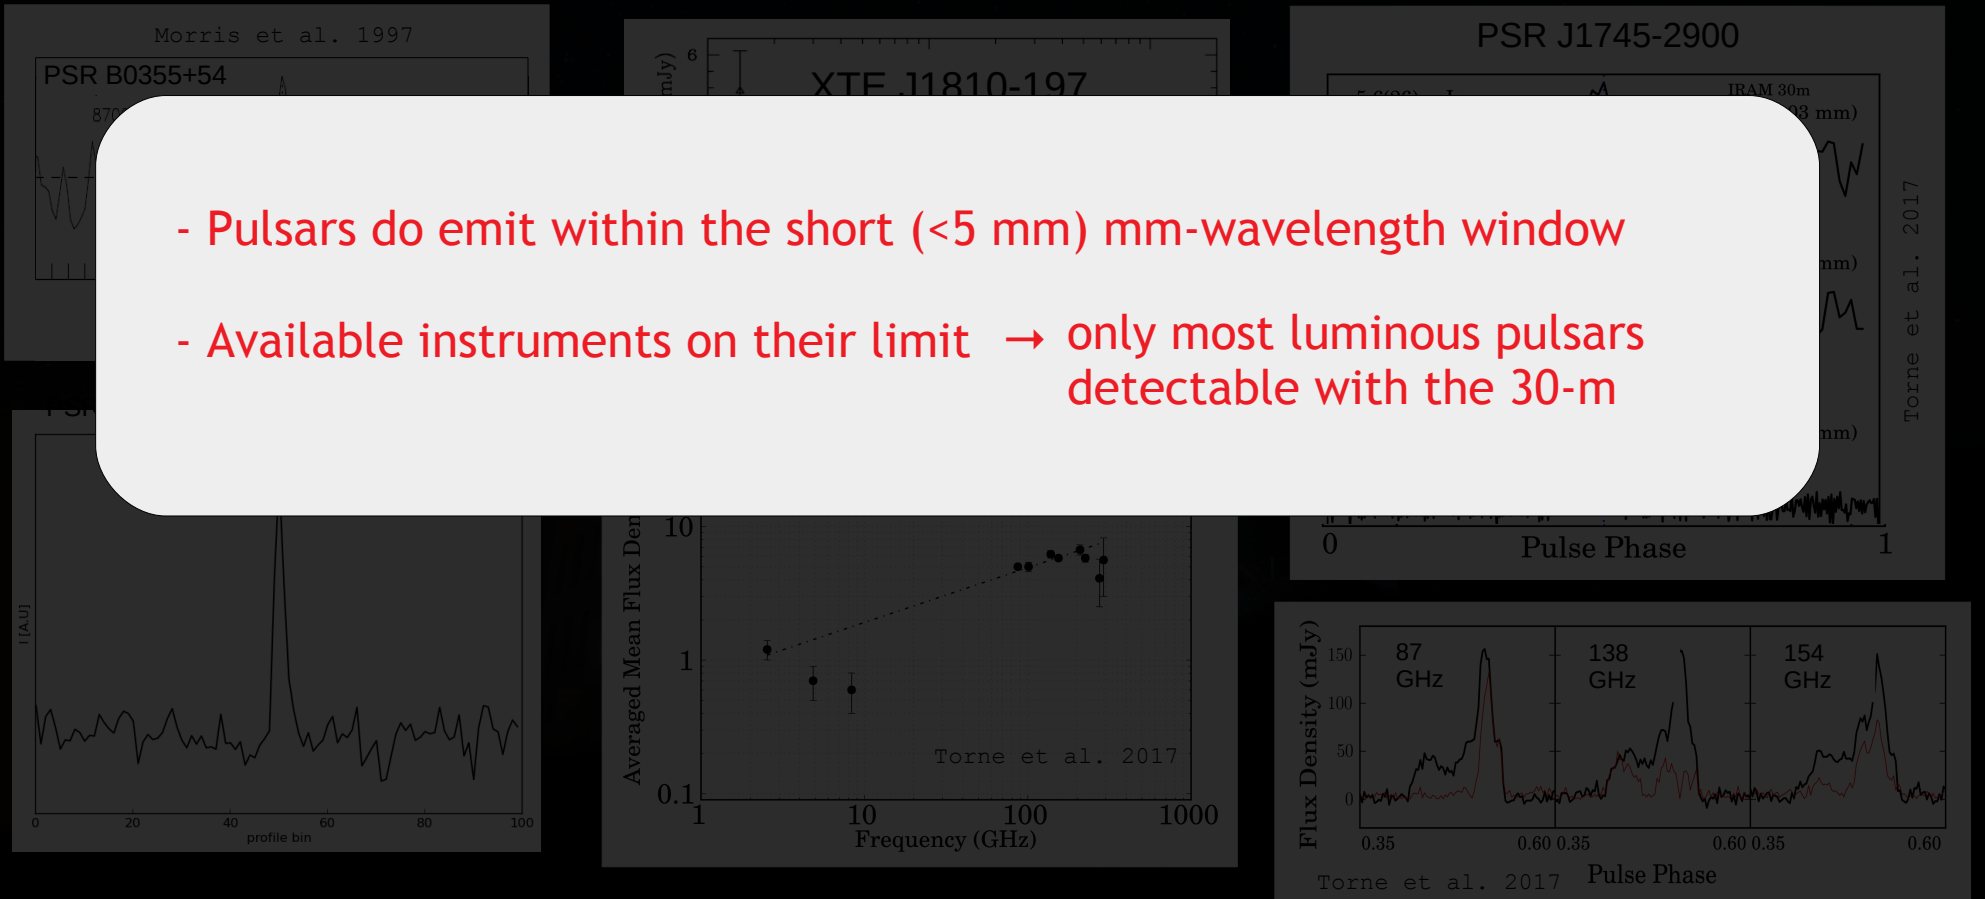 Morris et al. 1997
PSR B0355+54
XTE J1810-197
6
PSR J1745-2900
IRAM 30m
mm)
- Pulsars do emit within the short (<5 mm) mm-wavelength window
- Available instruments on their limit → only most luminous pulsars
detectable with the 30-m
mm)
mm)
Torne et al. 2017
0
Pulse Phase
1
I [A.U]
0 20 40 60 80 100
profile bin
Averaged Mean Flux
10
1
0.1
Torne et al. 2017
1 10 100 1000
Frequency (GHz)
Flux Density (mJy)
150
100
50
0
87
GHz
138
GHz
154
GHz
0.35 0.60 0.35 0.60 0.35 0.60
Pulse Phase
Torne et al. 2017